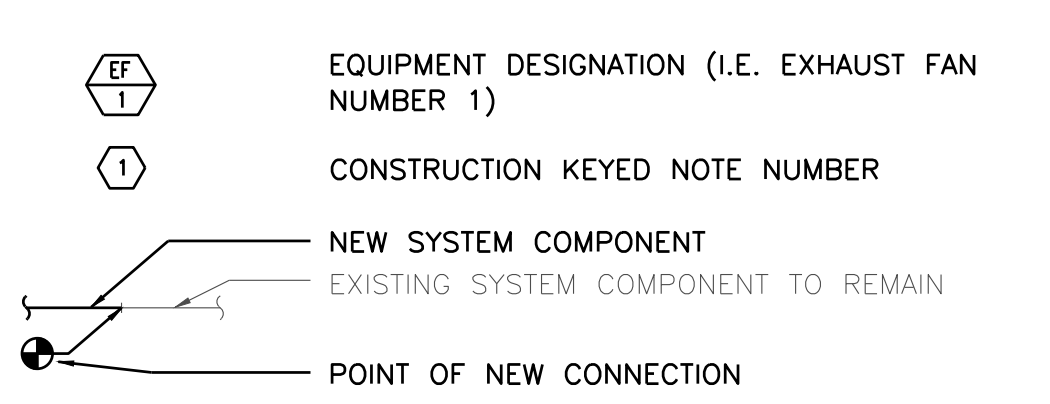 EF
1
EQUIPMENT DESIGNATION (I.E. EXHAUST FAN
NUMBER 1)
1
CONSTRUCTION KEYED NOTE NUMBER
NEW SYSTEM COMPONENT
EXISTING SYSTEM COMPONENT TO REMAIN
POINT OF NEW CONNECTION